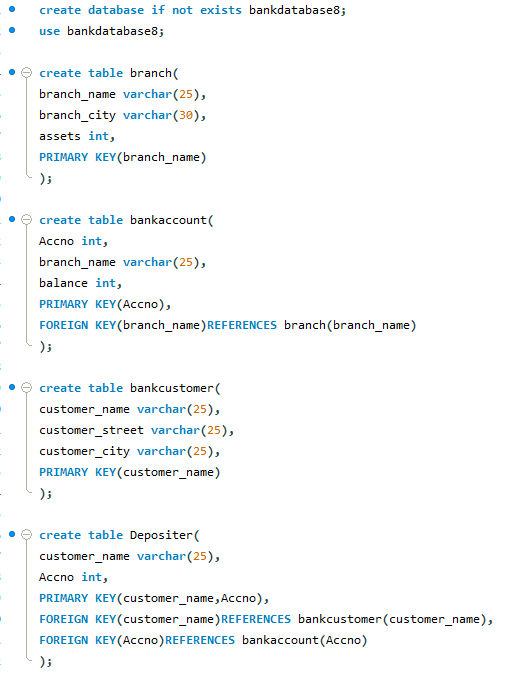 create database if not exists bankdatabase8;
use bankdatabase8;
create table branch(
branch_name varchar(25),
branch_city varchar(30),
assets int,
PRIMARY KEY(branch_name)
);
create table bankaccount(
Accno int,
branch_name varchar(25),
balance int,
PRIMARY KEY(Accno),
FOREIGN KEY(branch_name)REFERENCES branch(branch_name)
);
create table bankcustomer(
customer_name varchar(25),
customer_street varchar(25),
customer_city varchar(25),
PRIMARY KEY(customer_name)
);
create table Depositer(
customer_name varchar(25),
Accno int,
PRIMARY KEY(customer_name,Accno),
FOREIGN KEY(customer_name)REFERENCES bankcustomer(customer_name),
FOREIGN KEY(Accno)REFERENCES bankaccount(Accno)
);